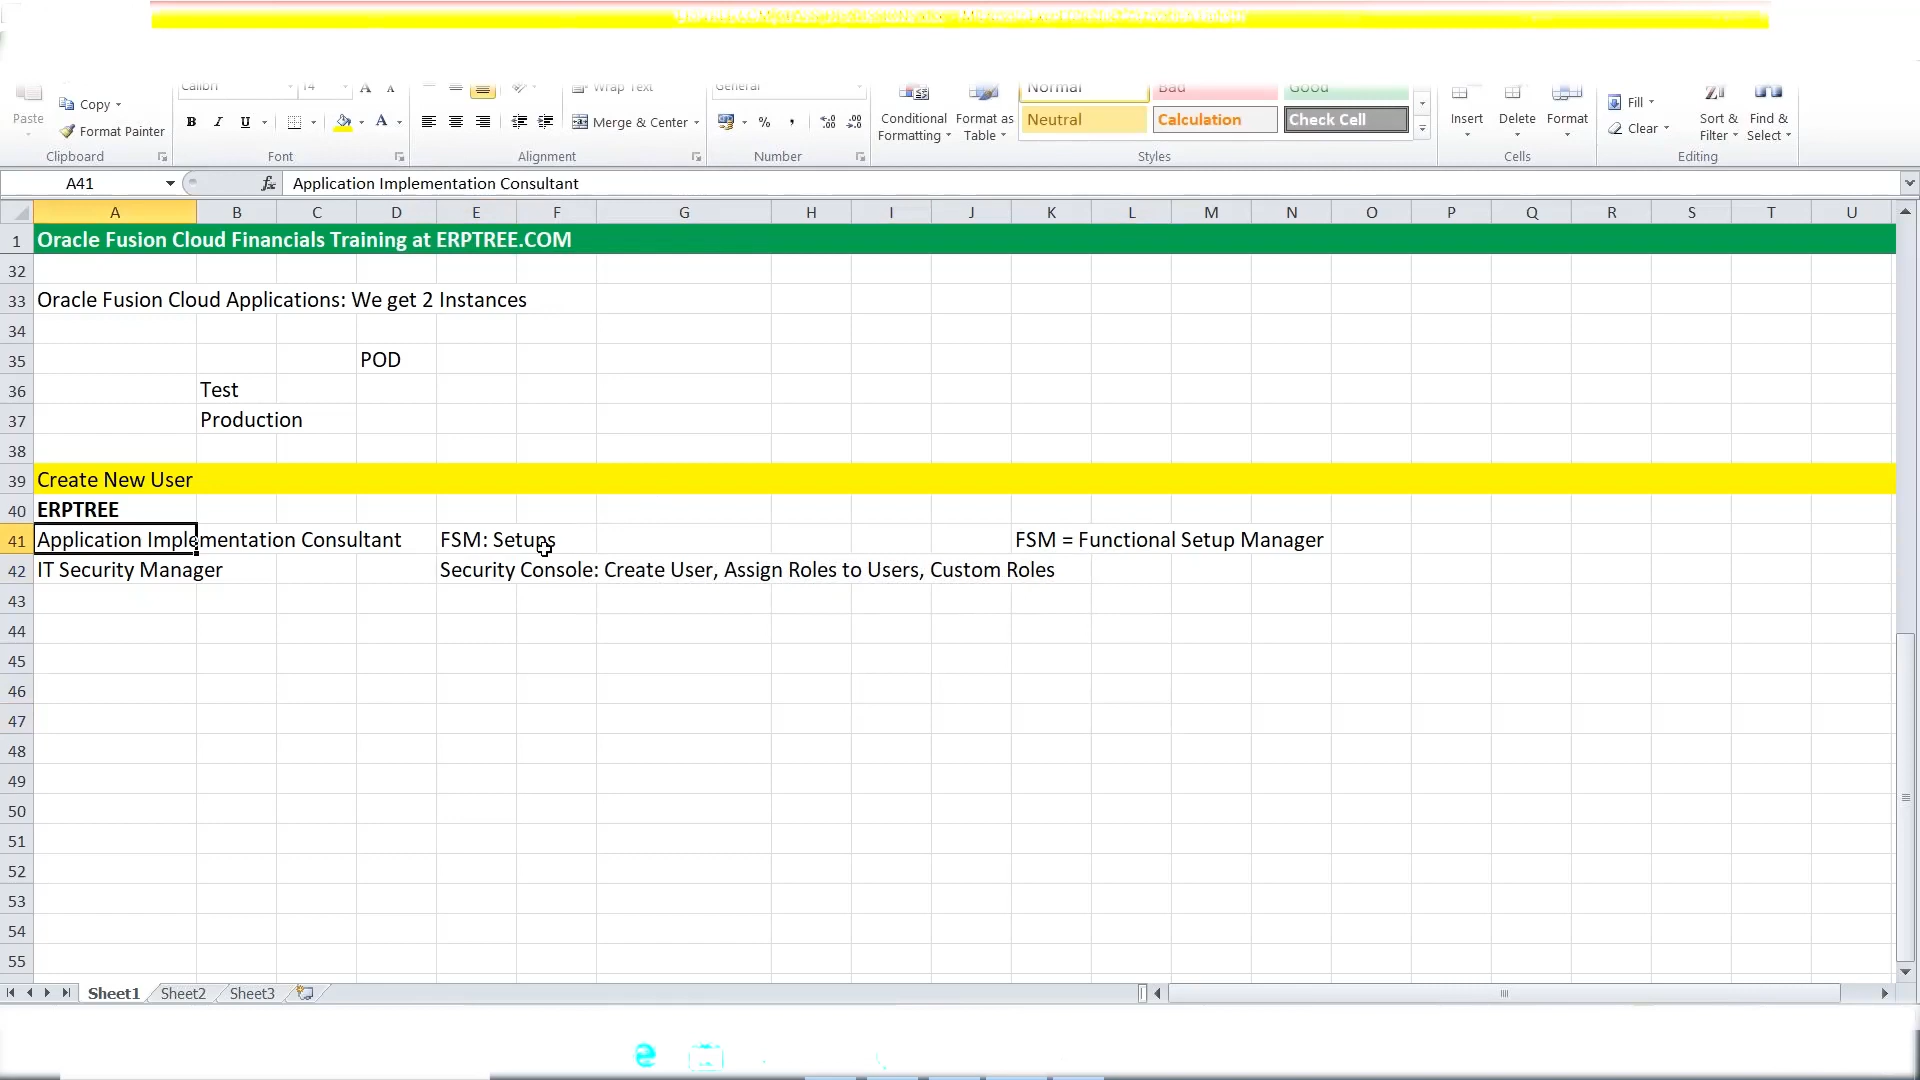 Calibri 14 A A Wrap Text General Normal Bad Good
Paste Copy Format Painter B I U A Merge & Center % , Conditional Formatting Format as Table Neutral Calculation Check Cell Insert Delete Format Fill Clear Sort & Filter Find & Select
Clipboard Font Alignment Number Styles Cells Editing
A41 fx Application Implementation Consultant
A B C D E F G H I J K L M N O P Q R S T U
1 Oracle Fusion Cloud Financials Training at ERPTREE.COM
32
33 Oracle Fusion Cloud Applications: We get 2 Instances
34
35 POD
36 Test
37 Production
38
39 Create New User
40 ERPTREE
41 Application Implementation Consultant FSM: Setups FSM = Functional Setup Manager
42 IT Security Manager Security Console: Create User, Assign Roles to Users, Custom Roles
43
44
45
46
47
48
49
50
51
52
53
54
55
Sheet1 Sheet2 Sheet3